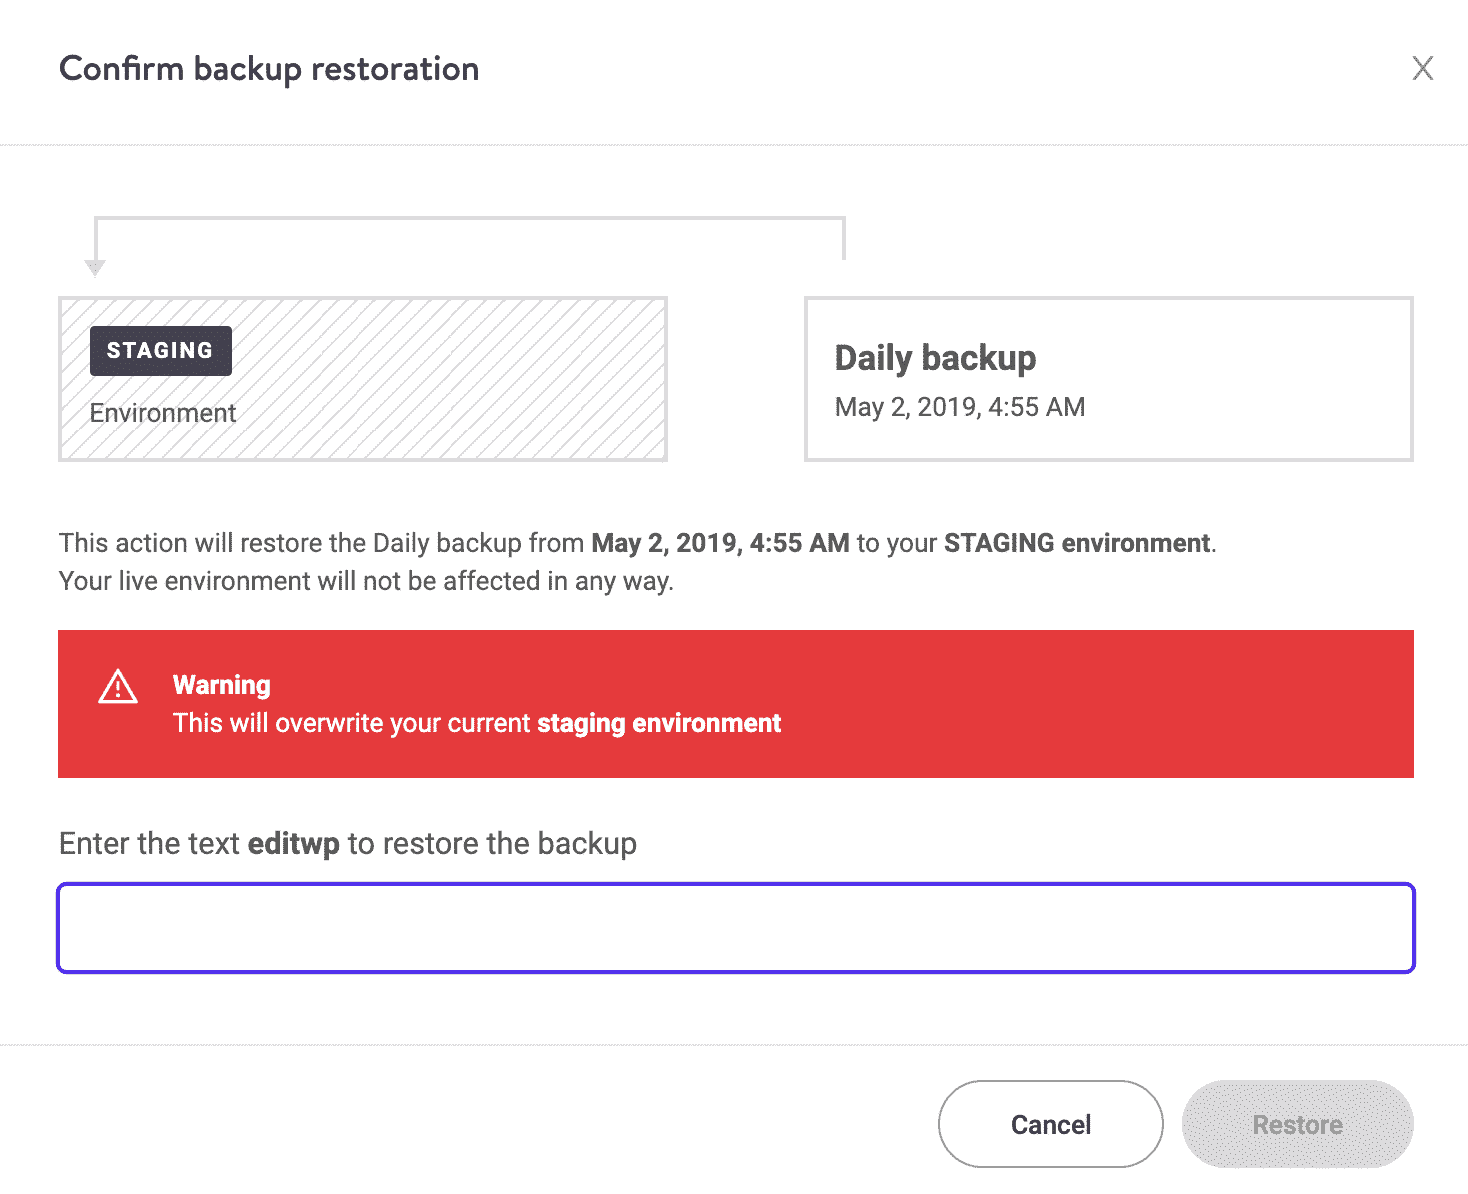 Confirm backup restoration
X
STAGING
Environment
Daily backup
May 2, 2019, 4:55 AM
This action will restore the Daily backup from May 2, 2019, 4:55 AM to your STAGING environment.
Your live environment will not be affected in any way.
Warning
This will overwrite your current staging environment
Enter the text editwp to restore the backup
Cancel
Restore